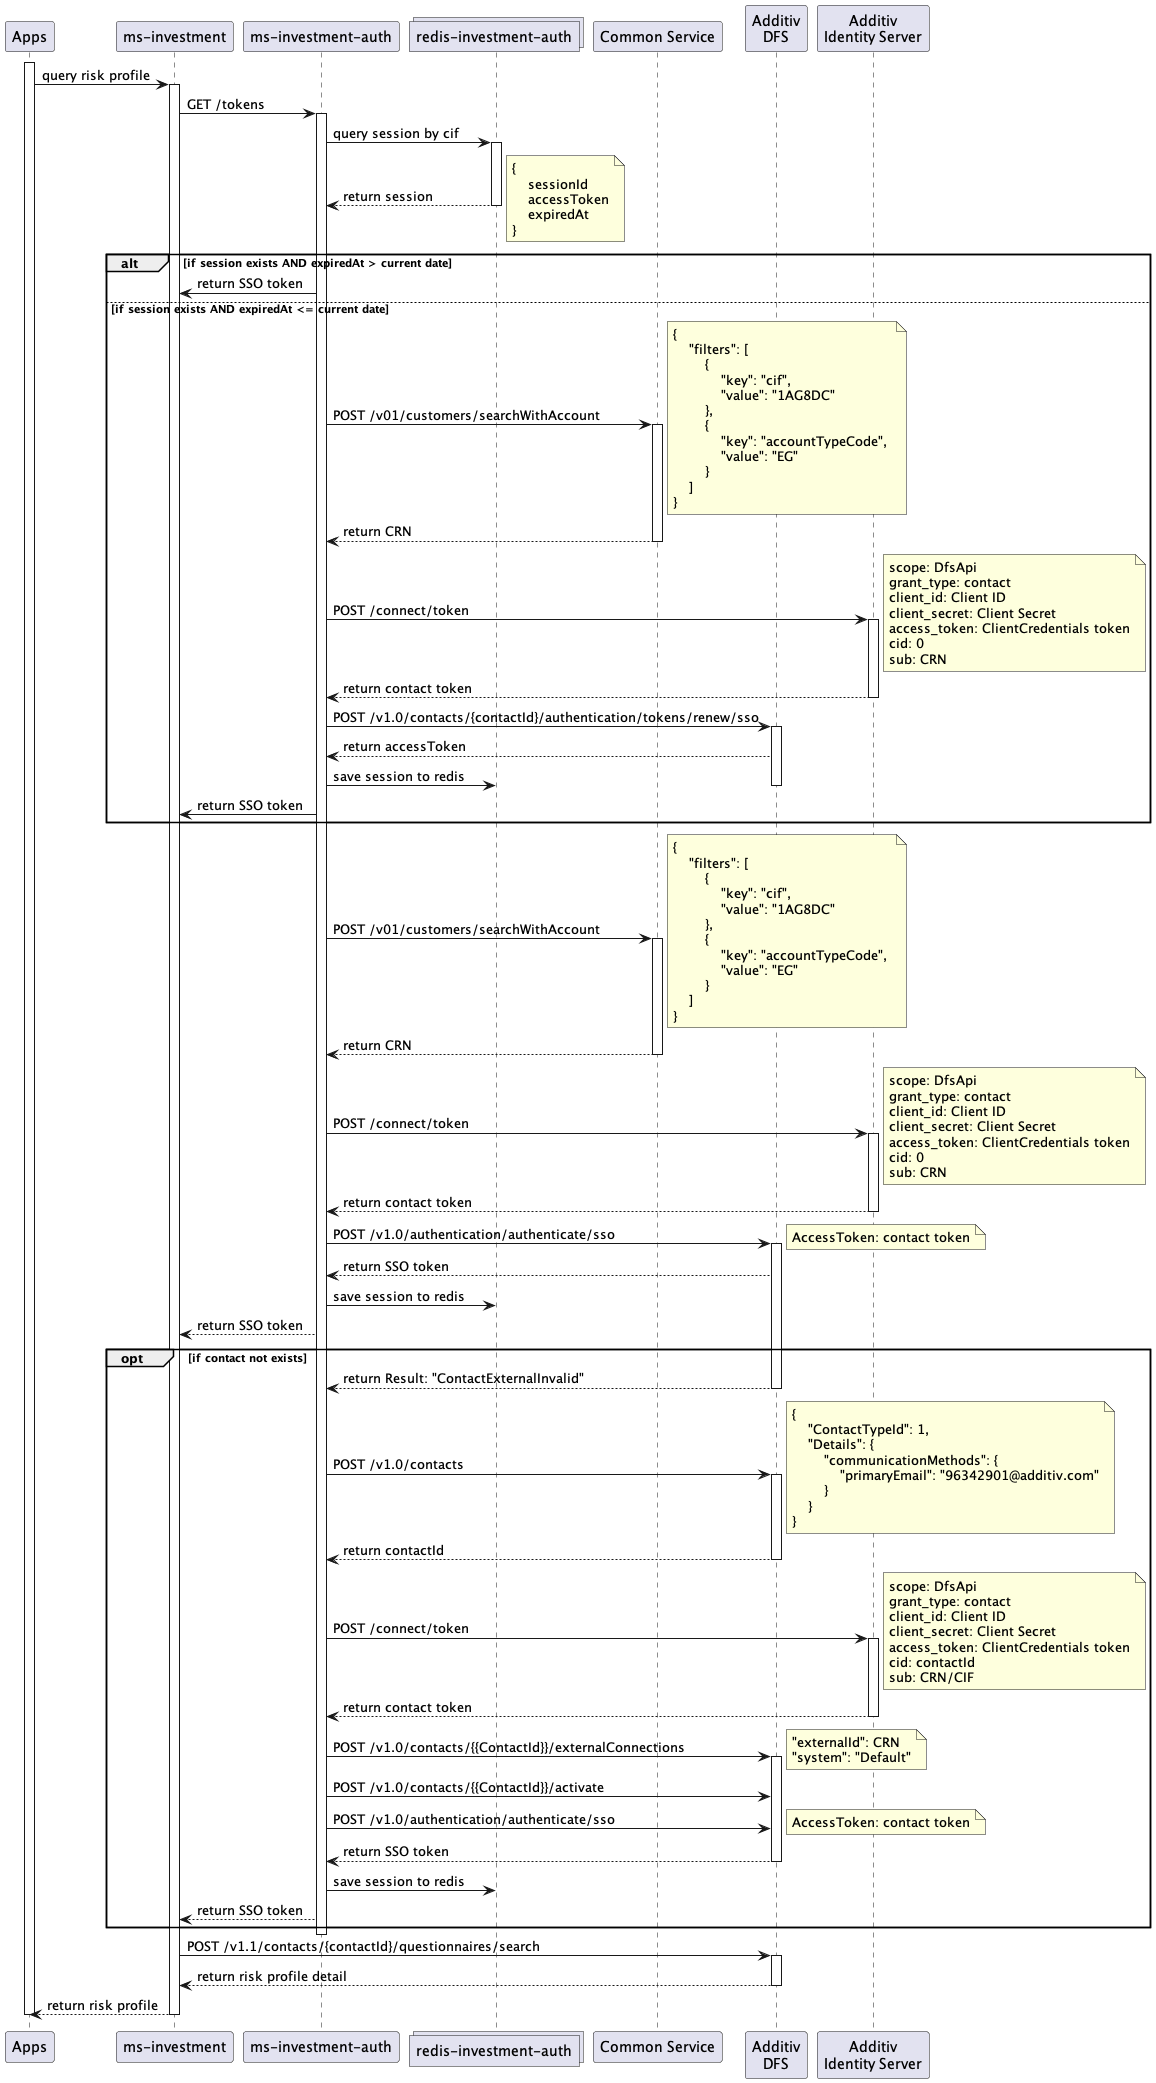 Apps
ms-investment
ms-investment-auth
redis-investment-auth
Common Service
Additiv
DFS
Additiv
Identity Server
query risk profile
GET /tokens
query session by cif
{
sessionId
accessToken
expiredAt
}
return session
alt
[if session exists AND expiredAt > current date]
return SSO token
[if session exists AND expiredAt <= current date]
{
"filters": [
{
"key": "cif",
"value": "1AG8DC"
},
{
"key": "accountTypeCode",
"value": "EG"
}
]
}
POST /v01/customers/searchWithAccount
return CRN
scope: DfsApi
grant_type: contact
client_id: Client ID
client_secret: Client Secret
access_token: ClientCredentials token
cid: 0
sub: CRN
POST /connect/token
return contact token
POST /v1.0/contacts/{contactId}/authentication/tokens/renew/sso
return accessToken
save session to redis
return SSO token
{
"filters": [
{
"key": "cif",
"value": "1AG8DC"
},
{
"key": "accountTypeCode",
"value": "EG"
}
]
}
POST /v01/customers/searchWithAccount
return CRN
scope: DfsApi
grant_type: contact
client_id: Client ID
client_secret: Client Secret
access_token: ClientCredentials token
cid: 0
sub: CRN
POST /connect/token
return contact token
POST /v1.0/authentication/authenticate/sso
AccessToken: contact token
return SSO token
save session to redis
return SSO token
opt
[if contact not exists]
return Result: "ContactExternalInvalid"
{
"ContactTypeId": 1,
"Details": {
"communicationMethods": {
"primaryEmail": "96342901@additiv.com"
}
}
}
POST /v1.0/contacts
return contactId
scope: DfsApi
grant_type: contact
client_id: Client ID
client_secret: Client Secret
access_token: ClientCredentials token
cid: contactId
sub: CRN/CIF
POST /connect/token
return contact token
POST /v1.0/contacts/{{ContactId}}/externalConnections
"externalId": CRN
"system": "Default"
POST /v1.0/contacts/{{ContactId}}/activate
POST /v1.0/authentication/authenticate/sso
AccessToken: contact token
return SSO token
save session to redis
return SSO token
POST /v1.1/contacts/{contactId}/questionnaires/search
return risk profile detail
return risk profile
Apps
ms-investment
ms-investment-auth
redis-investment-auth
Common Service
Additiv
DFS
Additiv
Identity Server